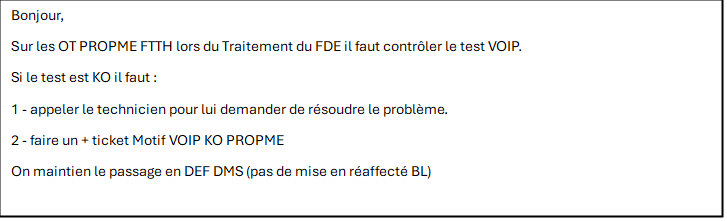 Bonjour,
Sur les OT PROPME FTTH lors du Traitement du FDE il faut contrôler le test VOIP.
Si le test est KO il faut :
1 - appeler le technicien pour lui demander de résoudre le problème.
2 - faire un + ticket Motif VOIP KO PROPME
On maintien le passage en DEF DMS (pas de mise en réaffecté BL)